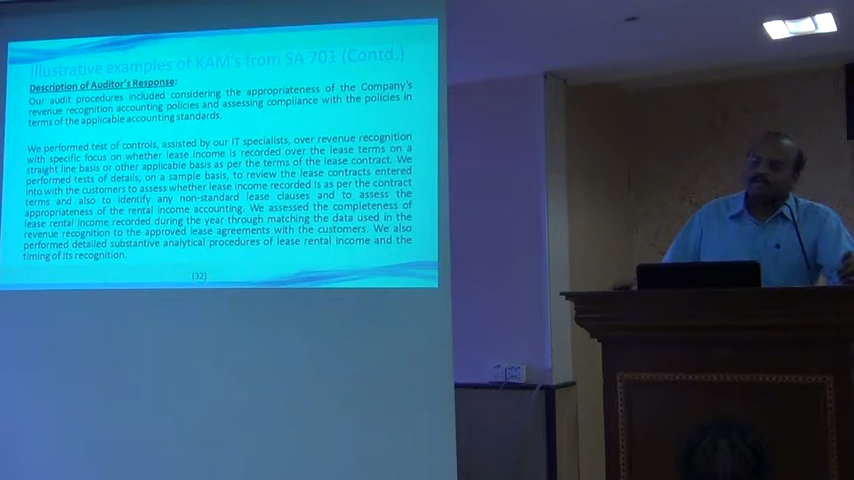 Illustrative examples of KAM's from SA 701 (Contd.)
Description of Auditor's Response:
Our audit procedures included considering the appropriateness of the Company's
revenue recognition accounting policies and assessing compliance with the policies in
terms of the applicable accounting standards.
We performed test of controls, assisted by our IT specialists, over revenue recognition
with specific focus on whether lease income is recorded over the lease terms on a
straight line basis or other applicable basis as per the terms of the lease contract. We
performed tests of details, on a sample basis, to review the lease contracts entered
into with the customers to assess whether lease income recorded is as per the contract
terms and also to identify any non-standard lease clauses and to assess the
appropriateness of the rental income accounting. We assessed the completeness of
lease rental income recorded during the year through matching the data used in the
revenue recognition to the approved lease agreements with the customers. We also
performed detailed substantive analytical procedures of lease rental income and the
timing of its recognition.
(32)